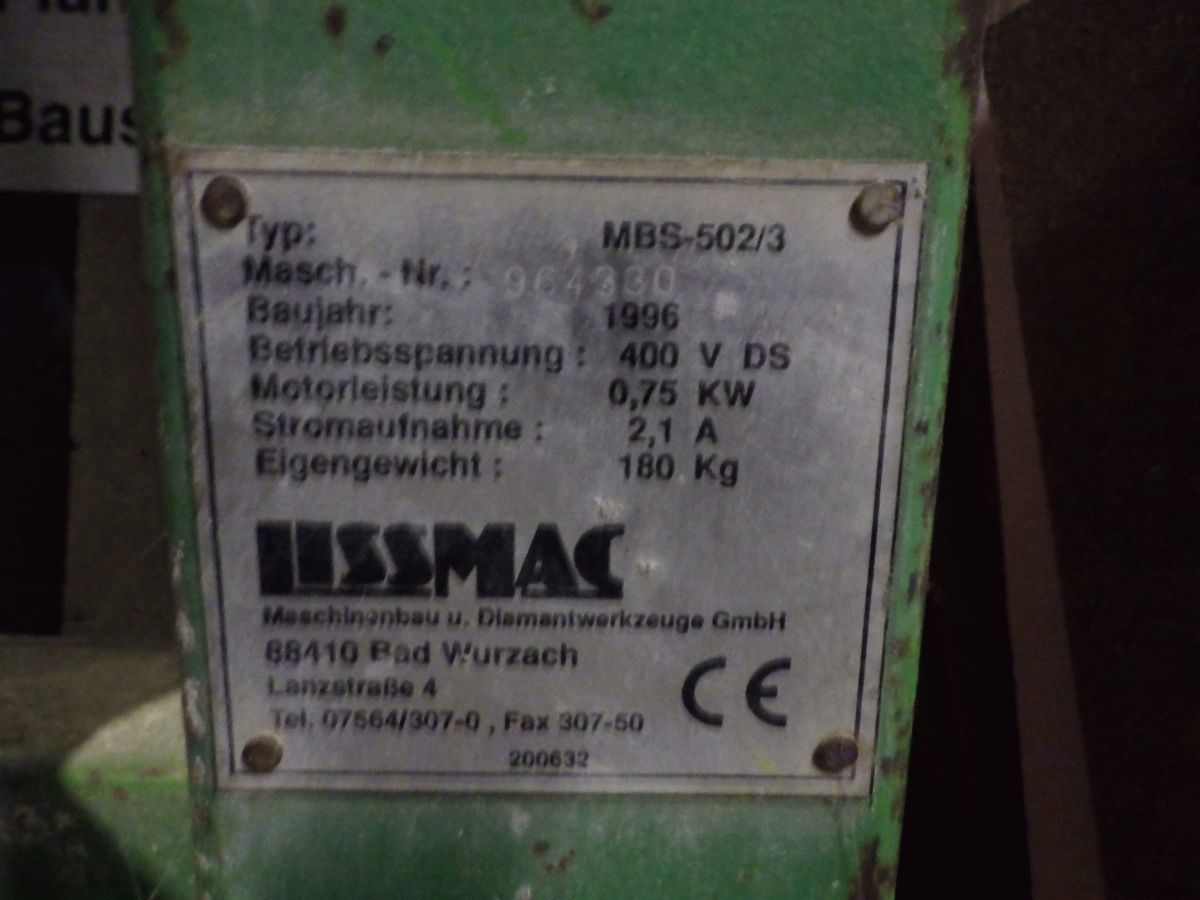 Baus
Typ: MBS-502/3
Masch. - Nr. : 964330
Baujahr: 1996
Betriebsspannung : 400 V DS
Motorleistung : 0,75 KW
Stromaufnahme : 2,1 A
Eigengewicht : 180 Kg
LISSMAC
Maschinenbau u. Diamantwerkzeuge GmbH
88410 Bad Wurzach
Lanzstraße 4
Tel. 07564/307-0 , Fax 307-50
CE
200632